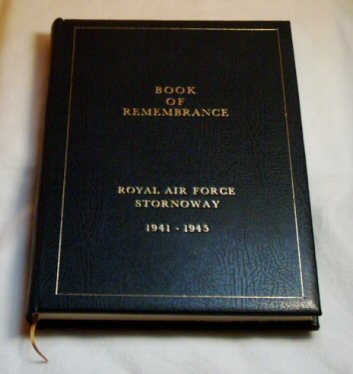 BOOK
OF
REMEMBRANCE
ROYAL AIR FORCE
STORNOWAY
1941 - 1945